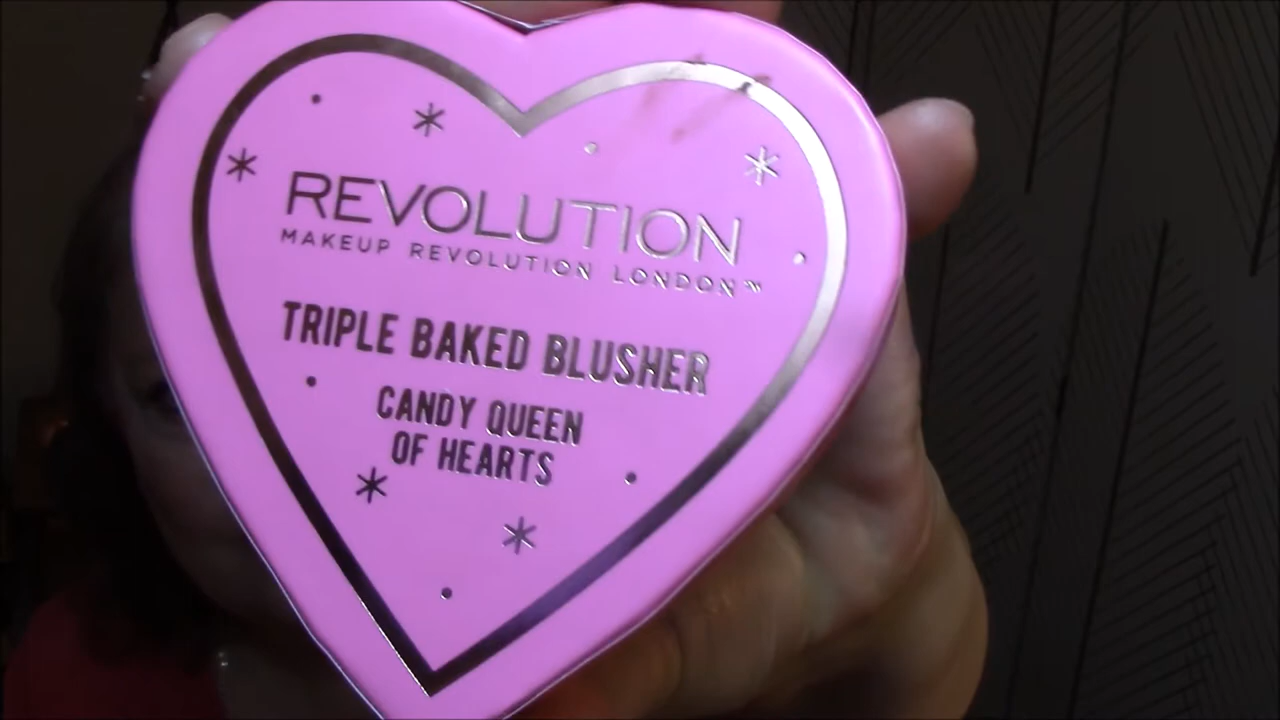 REVOLUTION
MAKEUP REVOLUTION LONDON™
TRIPLE BAKED BLUSHER
CANDY QUEEN
OF HEARTS